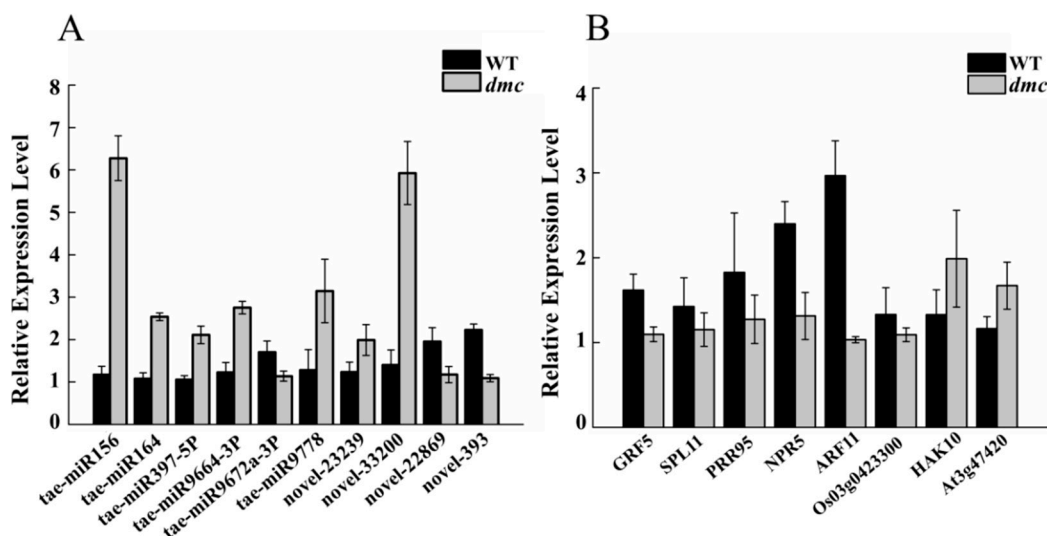 A
WT
dmc
Relative Expression Level
8
7
6
5
4
3
2
1
0
tae-miR156
tae-miR164
tae-miR397-5P
tae-miR9664-3P
tae-miR9672a-3P
tae-miR9778
novel-23239
novel-33200
novel-22869
novel-393
B
WT
dmc
Relative Expression Level
4
3
2
1
0
GRF5
SPL11
PRR95
NPR5
ARF11
Os03g0423300
HAK10
At3g47420